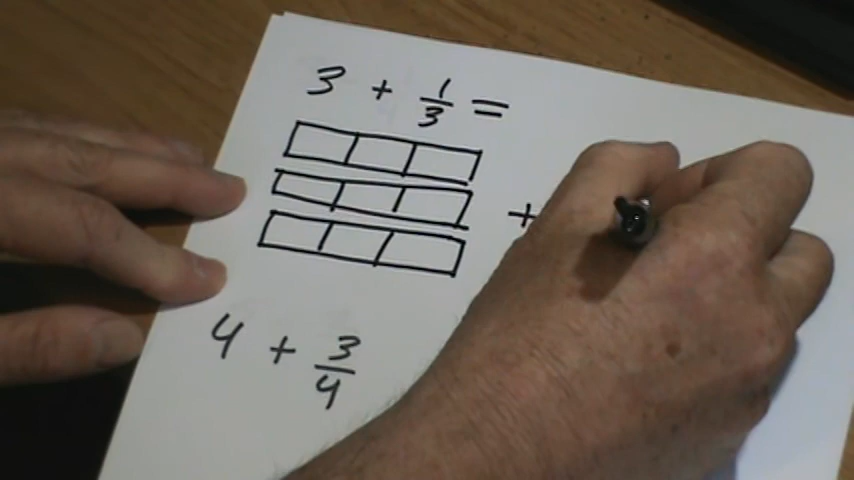 3 + 1/3 =
+
4 + 3/4